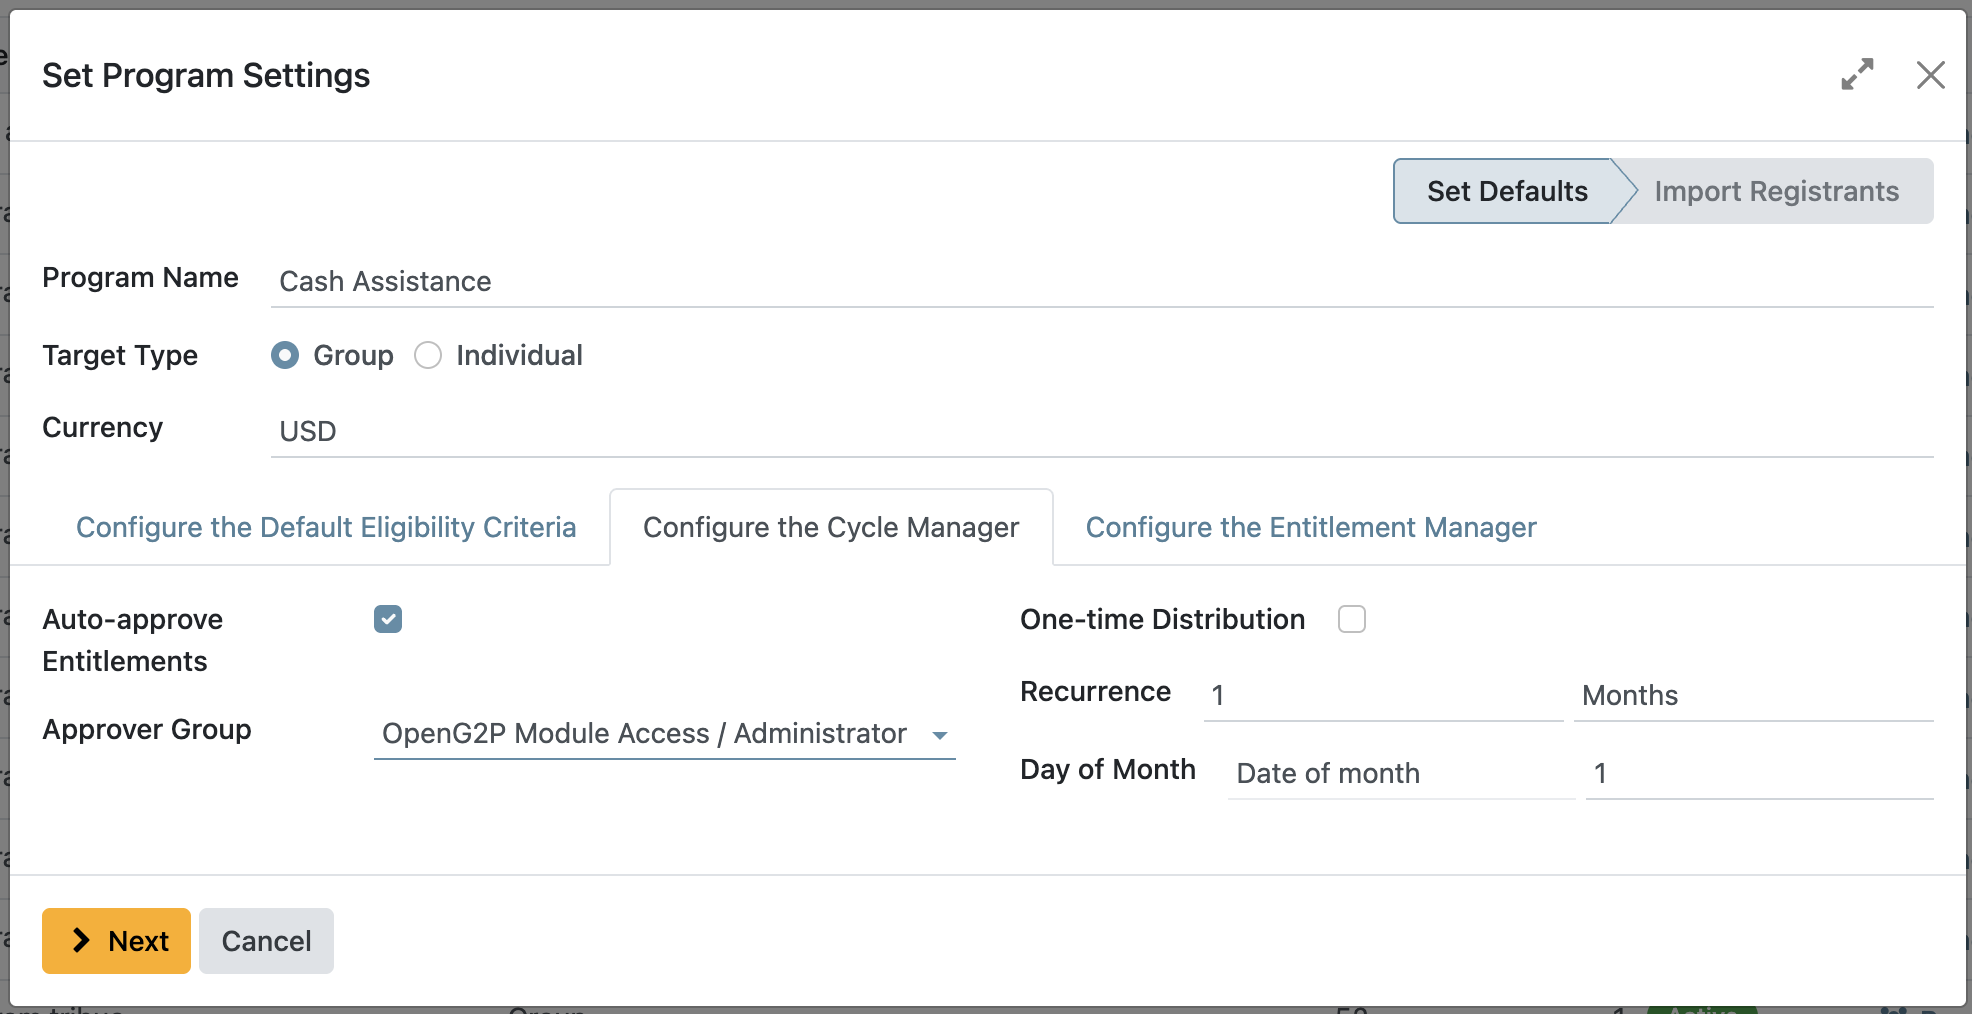 Set Program Settings
Set Defaults
Import Registrants
Program Name
Cash Assistance
Target Type
Group
Individual
Currency
USD
Configure the Default Eligibility Criteria
Configure the Cycle Manager
Configure the Entitlement Manager
Auto-approve
Entitlements
Approver Group
OpenG2P Module Access / Administrator
One-time Distribution
Recurrence
1
Months
Day of Month
Date of month
1
Next
Cancel